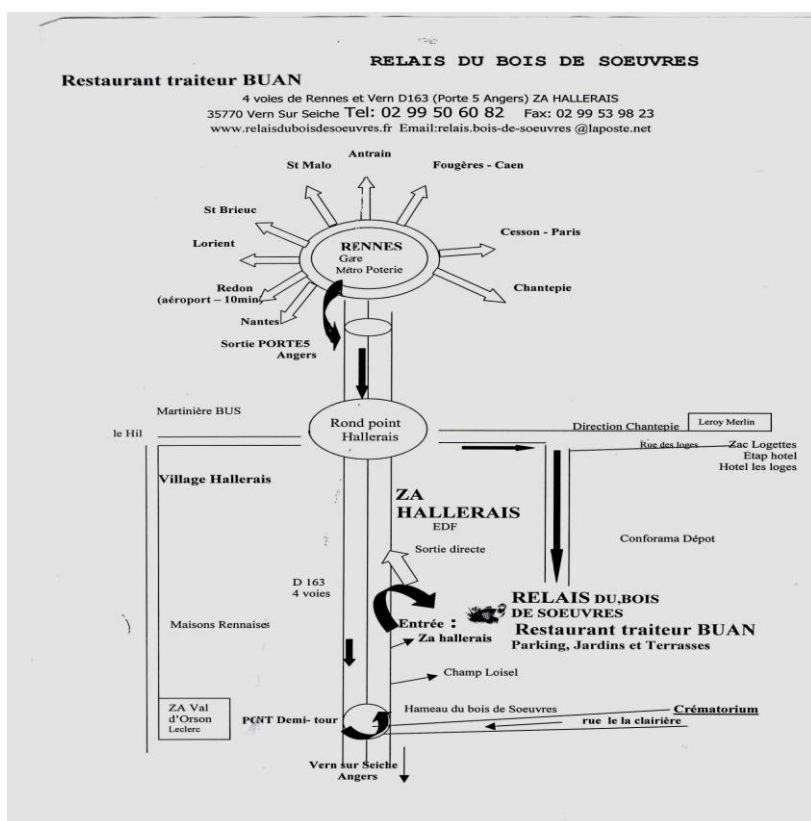 RELAIS DU BOIS DE SOEUVRES
Restaurant traiteur BUAN
4 voies de Rennes et Vern D163 (Porte 5 Angers) ZA HALLERAIS
35770 Vern Sur Seiche Tel: 02 99 50 60 82 Fax: 02 99 53 98 23
www.relaisduboisdesoeuvres.fr Email:relais.bois-de-soeuvres @laposte.net
Antrain
St Malo
Fougères - Caen
St Brieuc
Lorient
RENNES
Gare
Métro Poterie
Cesson - Paris
Redon
(aéroport – 10min)
Chantepie
Nantes
Sortie PORTE5
Angers
Martinière BUS
le Hil
Rond point
Hallerais
Direction Chantepie
Leroy Merlin
Rue des loges
Zac Logettes
Etap hotel
Hotel les loges
Village Hallerais
ZA
HALLERAIS
EDF
Sortie directe
Conforama Dépot
D 163
4 voies
RELAIS DU,BOIS
DE SOEUVRES
Restaurant traiteur BUAN
Parking, Jardins et Terrasses
Entrée :
Za hallerais
Maisons Rennaises
Champ Loisel
ZA Val
d'Orson
Leclerc
PONT Demi- tour
Hameau du bois de Soeuvres
Crématorium
rue le la clairière
Vern sur Seiche
Angers